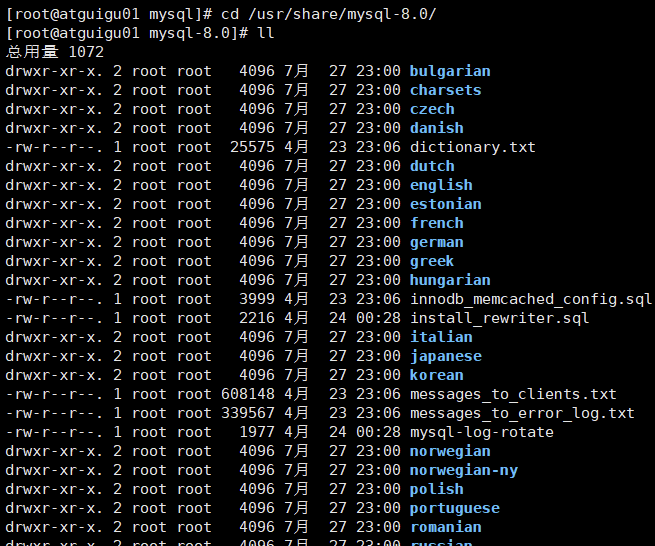 [root@atguigu01 mysql]# cd /usr/share/mysql-8.0/
[root@atguigu01 mysql-8.0]# ll
总用量 1072
drwxr-xr-x. 2 root root   4096 7月  27 23:00 bulgarian
drwxr-xr-x. 2 root root   4096 7月  27 23:00 charsets
drwxr-xr-x. 2 root root   4096 7月  27 23:00 czech
drwxr-xr-x. 2 root root   4096 7月  27 23:00 danish
-rw-r--r--. 1 root root  25575 4月  23 23:06 dictionary.txt
drwxr-xr-x. 2 root root   4096 7月  27 23:00 dutch
drwxr-xr-x. 2 root root   4096 7月  27 23:00 english
drwxr-xr-x. 2 root root   4096 7月  27 23:00 estonian
drwxr-xr-x. 2 root root   4096 7月  27 23:00 french
drwxr-xr-x. 2 root root   4096 7月  27 23:00 german
drwxr-xr-x. 2 root root   4096 7月  27 23:00 greek
drwxr-xr-x. 2 root root   4096 7月  27 23:00 hungarian
-rw-r--r--. 1 root root   3999 4月  23 23:06 innodb_memcached_config.sql
-rw-r--r--. 1 root root   2216 4月  24 00:28 install_rewriter.sql
drwxr-xr-x. 2 root root   4096 7月  27 23:00 italian
drwxr-xr-x. 2 root root   4096 7月  27 23:00 japanese
drwxr-xr-x. 2 root root   4096 7月  27 23:00 korean
-rw-r--r--. 1 root root 608148 4月  23 23:06 messages_to_clients.txt
-rw-r--r--. 1 root root 339567 4月  23 23:06 messages_to_error_log.txt
-rw-r--r--. 1 root root   1977 4月  24 00:28 mysql-log-rotate
drwxr-xr-x. 2 root root   4096 7月  27 23:00 norwegian
drwxr-xr-x. 2 root root   4096 7月  27 23:00 norwegian-ny
drwxr-xr-x. 2 root root   4096 7月  27 23:00 polish
drwxr-xr-x. 2 root root   4096 7月  27 23:00 portuguese
drwxr-xr-x. 2 root root   4096 7月  27 23:00 romanian
drwxr-xr-x. 2 root root   4096 7月  27 23:00 russian